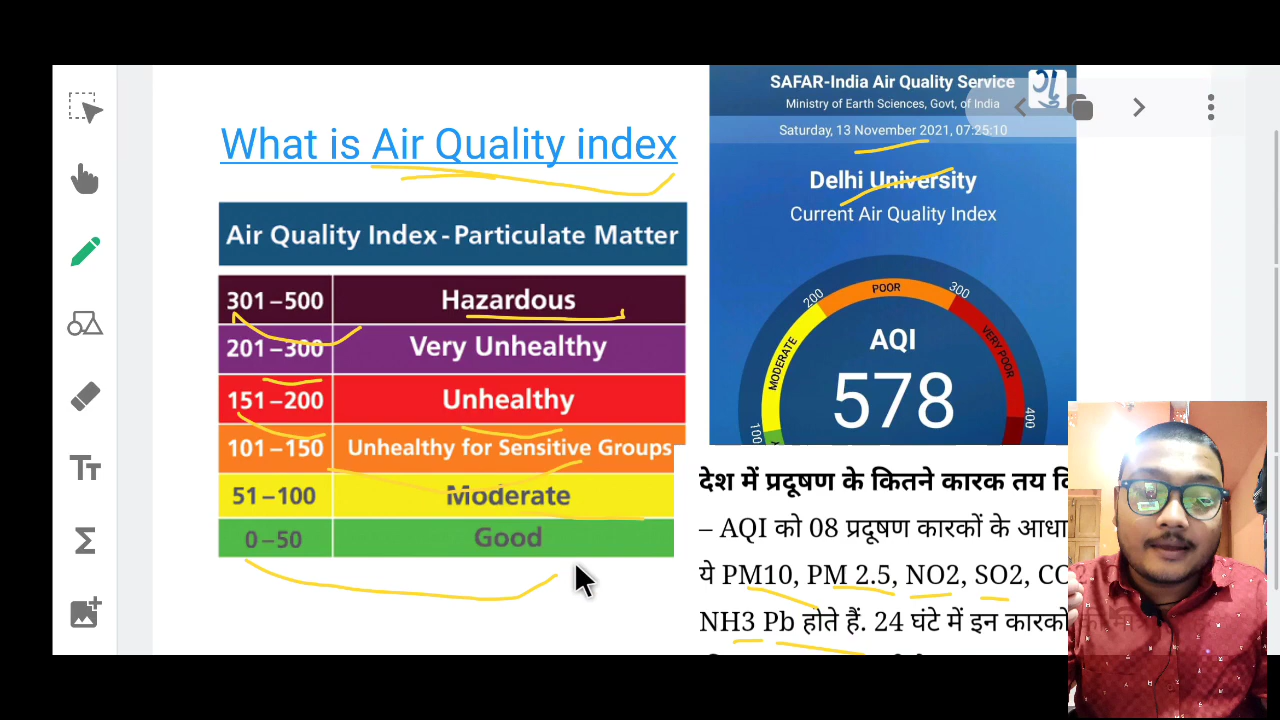 What is Air Quality index
Air Quality Index - Particulate Matter
301–500 Hazardous
201–300 Very Unhealthy
151–200 Unhealthy
101–150 Unhealthy for Sensitive Groups
51–100 Moderate
0–50 Good
SAFAR-India Air Quality Service
Ministry of Earth Sciences, Govt, of India
Saturday, 13 November 2021, 07:25:10
Delhi University
Current Air Quality Index
200 POOR 300
MODERATE
VERY POOR
AQI
578
100
400
देश में प्रदूषण के कितने कारक तय
– AQI को 08 प्रदूषण कारकों के
ये PM10, PM 2.5, NO2, SO2,
NH3 Pb होते हैं. 24 घंटे में इन कारकों
Tт
Σ